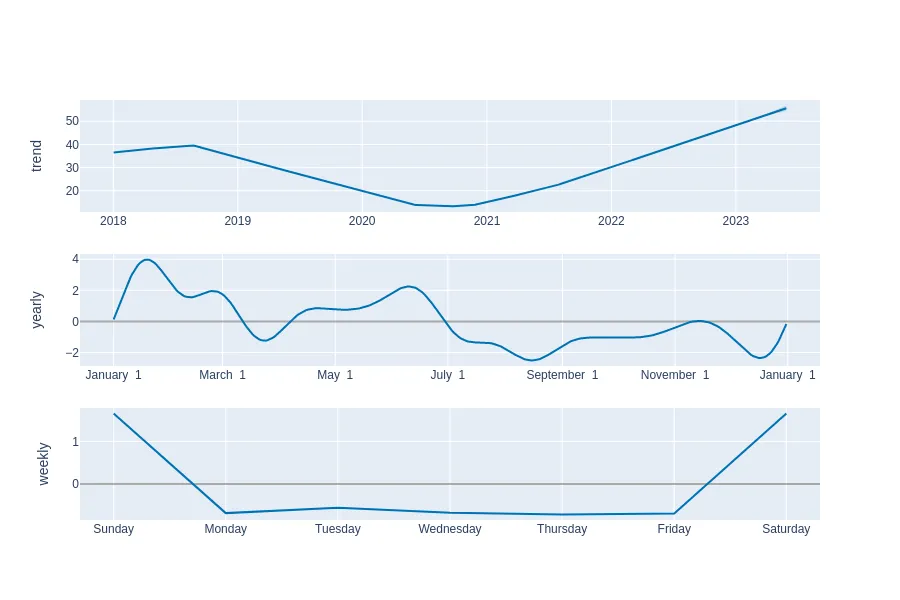 trend
50
40
30
20
2018 2019 2020 2021 2022 2023
yearly
4
2
0
−2
January 1 March 1 May 1 July 1 September 1 November 1 January 1
weekly
1
0
Sunday Monday Tuesday Wednesday Thursday Friday Saturday